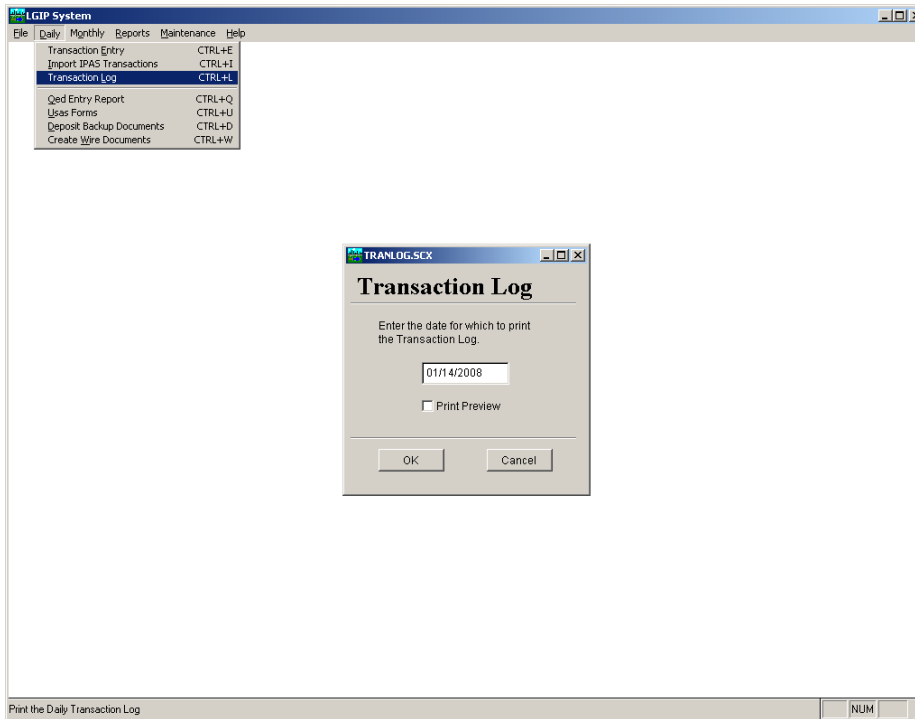 LGIP System
File Daily Monthly Reports Maintenance Help
Transaction Entry CTRL+E
Import IPAS Transactions CTRL+I
Transaction Log CTRL+L
Qed Entry Report CTRL+Q
Usas Forms CTRL+U
Deposit Backup Documents CTRL+D
Create Wire Documents CTRL+W
TRANLOG.SCX
Transaction Log
Enter the date for which to print
the Transaction Log.
01/14/2008
Print Preview
OK Cancel
Print the Daily Transaction Log NUM